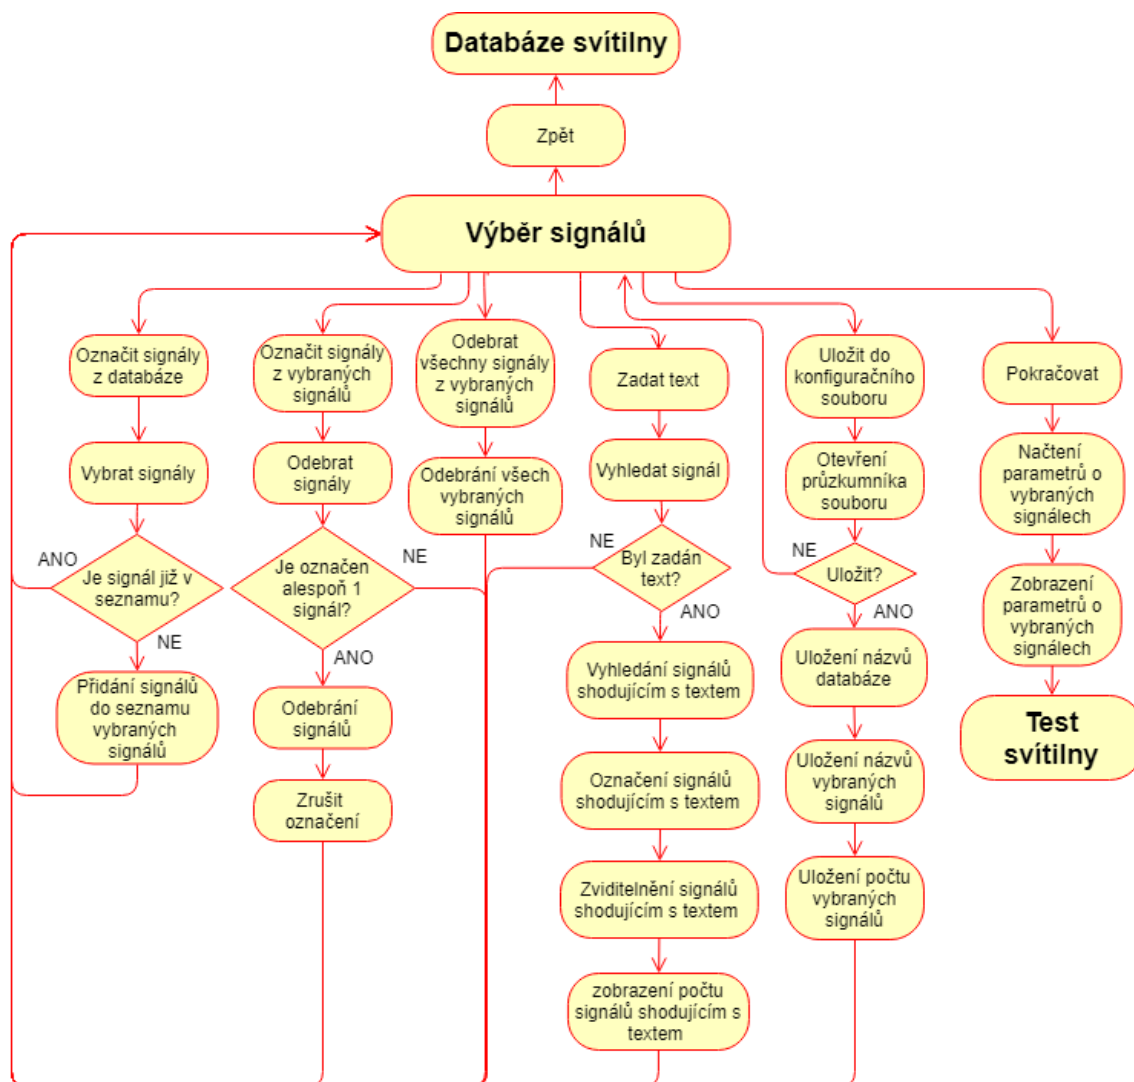 Databáze svítilny
Zpět
Výběr signálů
Označit signály
z databáze
Vybrat signály
ANO
Je signál již v
seznamu?
NE
Přidání signálů
do seznamu
vybraných
signálů
Označit signály
z vybraných
signálů
Odebrat
signály
Je označen
alespoň 1
signál?
NE
ANO
Odebrání
signálů
Zrušit
označení
Odebrat
všechny signály
z vybraných
signálů
Odebrání všech
vybraných
signálů
Zadat text
Vyhledat signál
NE
Byl zadán
text?
ANO
Vyhledání signálů
shodujícím s textem
Označení signálů
shodujícím s textem
Zviditelnění signálů
shodujícím s textem
zobrazení počtu
signálů shodujícím s
textem
Uložit do
konfiguračního
souboru
Otevření
průzkumníka
souboru
NE
Uložit?
ANO
Uložení názvů
databáze
Uložení názvů
vybraných
signálů
Uložení počtu
vybraných
signálů
Pokračovat
Načtení
parametrů o
vybraných
signálech
Zobrazení
parametrů o
vybraných
signálech
Test
svítilny